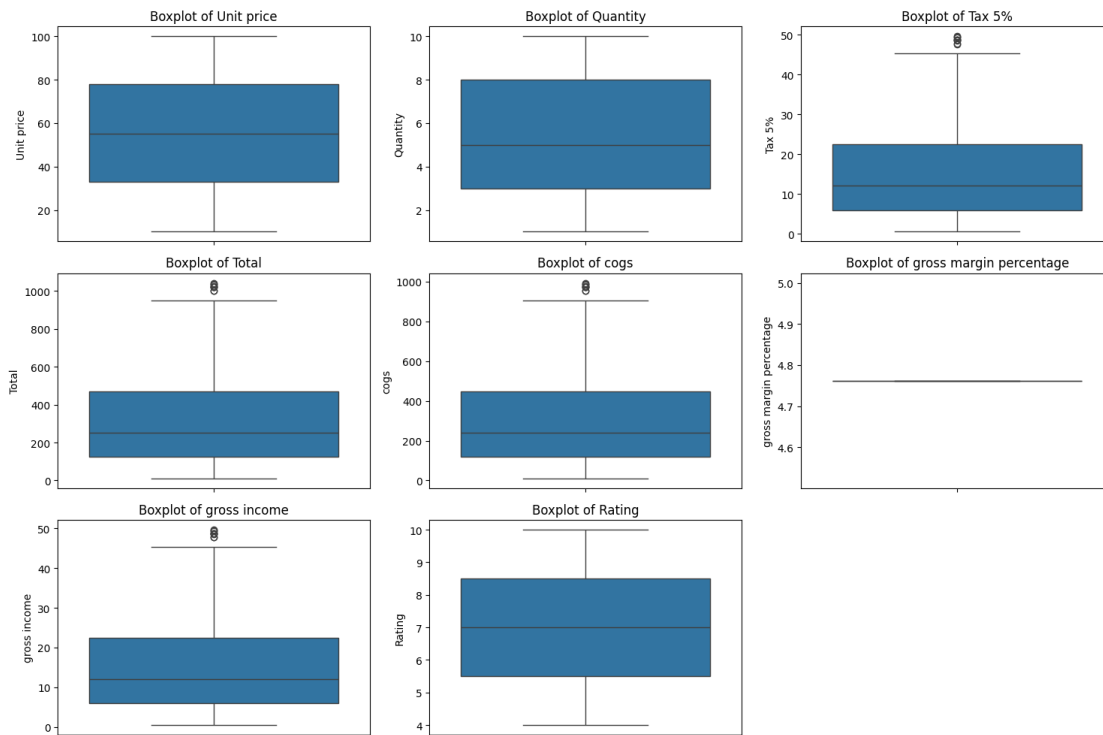 Boxplot of Unit price
Unit price
100
80
60
40
20
Boxplot of Quantity
Quantity
10
8
6
4
2
Boxplot of Tax 5%
Tax 5%
50
40
30
20
10
0
Boxplot of Total
Total
1000
800
600
400
200
0
Boxplot of cogs
cogs
1000
800
600
400
200
0
Boxplot of gross margin percentage
gross margin percentage
5.0
4.9
4.8
4.7
4.6
Boxplot of gross income
gross income
50
40
30
20
10
0
Boxplot of Rating
Rating
10
9
8
7
6
5
4